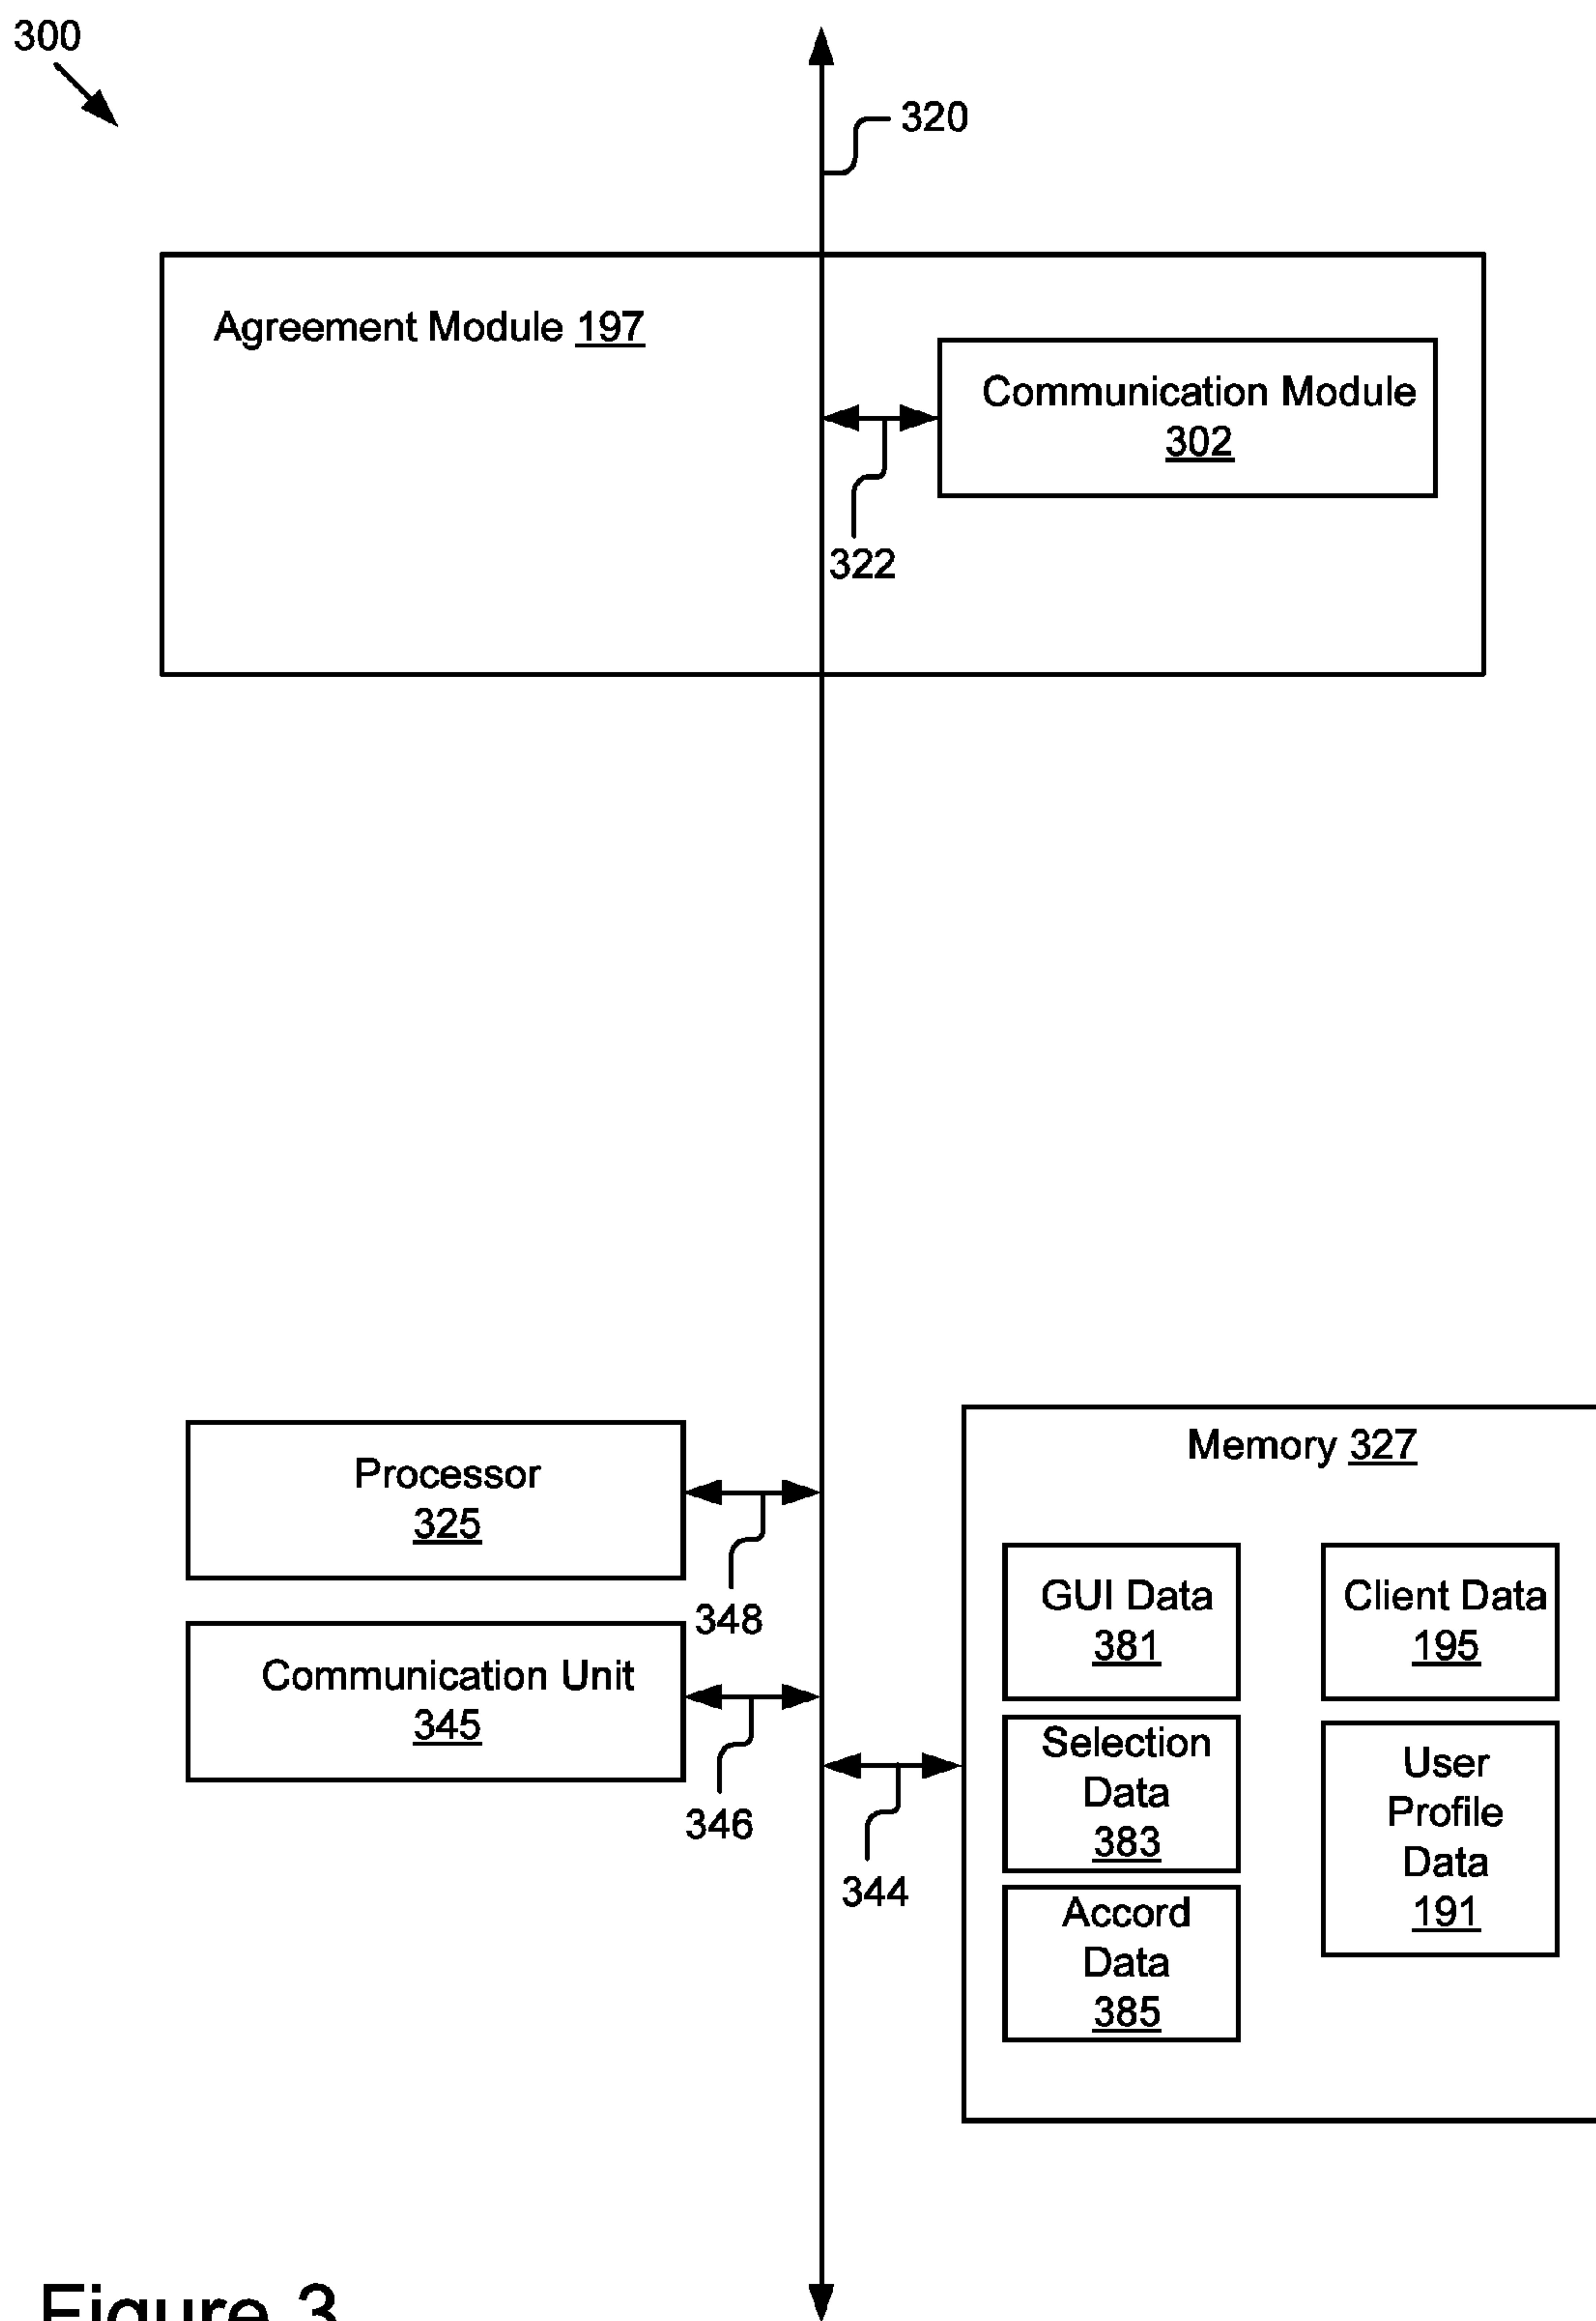 300
320
Agreement Module 197
Communication Module
302
322
Memory 327
Processor
325
348
GUI Data
381
Client Data
195
Communication Unit
345
346
Selection
Data
383
User
Profile
Data
191
344
Accord
Data
385
Figure 3